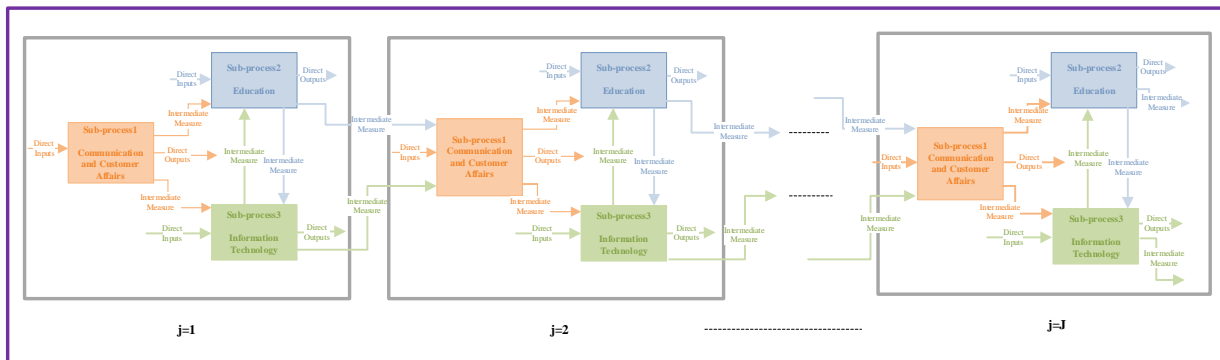 Sub-process2
Education
Direct
Inputs
Direct
Outputs
Intermediate
Measure
Intermediate
Measure
Sub-process1
Communication
and Customer
Affairs
Direct
Inputs
Direct
Outputs
Intermediate
Measure
Intermediate
Measure
Intermediate
Measure
Sub-process3
Information
Technology
Direct
Inputs
Direct
Outputs
Intermediate
Measure
j=1
Sub-process2
Education
Direct
Inputs
Direct
Outputs
Intermediate
Measure
Intermediate
Measure
Sub-process1
Communication
and Customer
Affairs
Direct
Inputs
Direct
Outputs
Intermediate
Measure
Intermediate
Measure
Intermediate
Measure
Sub-process3
Information
Technology
Direct
Inputs
Direct
Outputs
Intermediate
Measure
j=2
Intermediate
Measure
Intermediate
Measure
Sub-process2
Education
Direct
Inputs
Direct
Outputs
Intermediate
Measure
Intermediate
Measure
Sub-process1
Communication
and Customer
Affairs
Direct
Inputs
Direct
Outputs
Intermediate
Measure
Intermediate
Measure
Intermediate
Measure
Sub-process3
Information
Technology
Direct
Inputs
Direct
Outputs
Intermediate
Measure
j=J